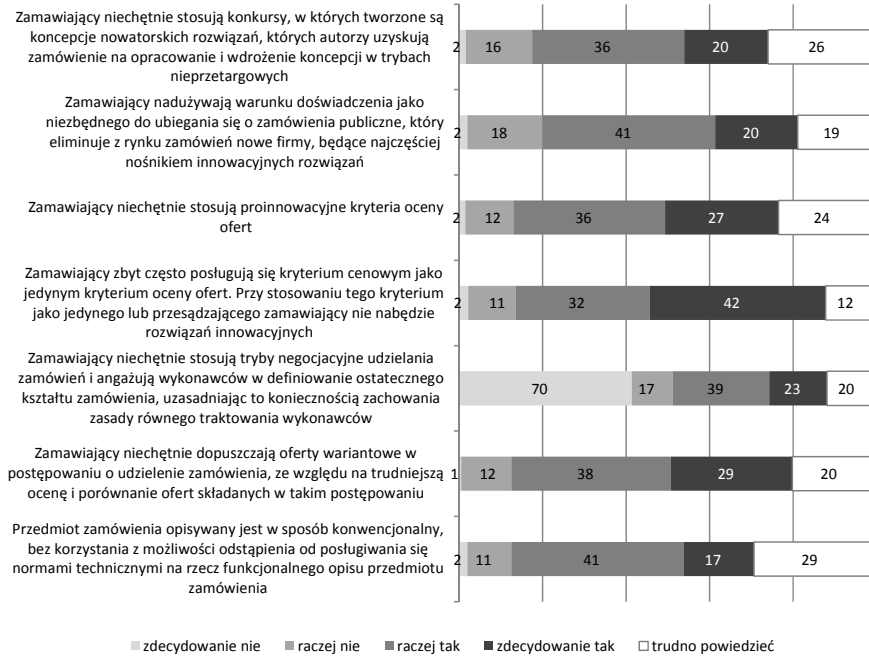 Zamawiający niechętnie stosują konkursy, w których tworzone są
koncepcje nowatorskich rozwiązań, których autorzy uzyskują
zamówienie na opracowanie i wdrożenie koncepcji w trybach
nieprzetargowych
2 16 36 20 26
Zamawiający nadużywają warunku doświadczenia jako
niezbędnego do ubiegania się o zamówienia publiczne, który
eliminuje z rynku zamówień nowe firmy, będące najczęściej
nośnikiem innowacyjnych rozwiązań
2 18 41 20 19
Zamawiający niechętnie stosują proinnowacyjne kryteria oceny
ofert
2 12 36 27 24
Zamawiający zbyt często posługują się kryterium cenowym jako
jedynym kryterium oceny ofert. Przy stosowaniu tego kryterium
jako jedynego lub przesądzającego zamawiający nie nabędzie
rozwiązań innowacyjnych
2 11 32 42 12
Zamawiający niechętnie stosują tryby negocjacyjne udzielania
zamówień i angażują wykonawców w definiowanie ostatecznego
kształtu zamówienia, uzasadniając to koniecznością zachowania
zasady równego traktowania wykonawców
70 17 39 23 20
Zamawiający niechętnie dopuszczają oferty wariantowe w
postępowaniu o udzielenie zamówienia, ze względu na trudniejszą
ocenę i porównanie ofert składanych w takim postępowaniu
1 12 38 29 20
Przedmiot zamówienia opisywany jest w sposób konwencjonalny,
bez korzystania z możliwości odstąpienia od posługiwania się
normami technicznymi na rzecz funkcjonalnego opisu przedmiotu
zamówienia
2 11 41 17 29
zdecydowanie nie raczej nie raczej tak zdecydowanie tak trudno powiedzieć